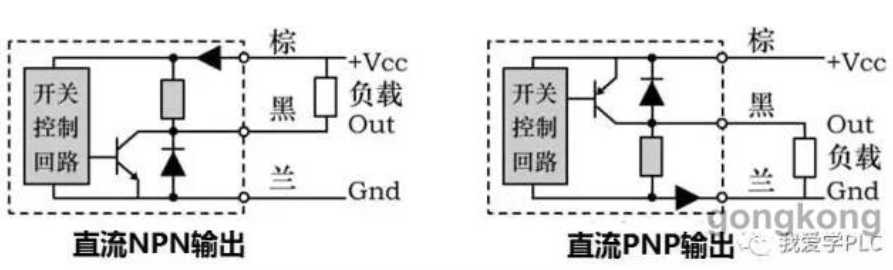 棕
+Vcc
开关
控制
回路
负载
黑
Out
兰
Gnd
直流NPN输出
棕
+Vcc
开关
控制
回路
黑
Out
负载
兰
Gnd
直流PNP输出
gongkong
我爱学PLC